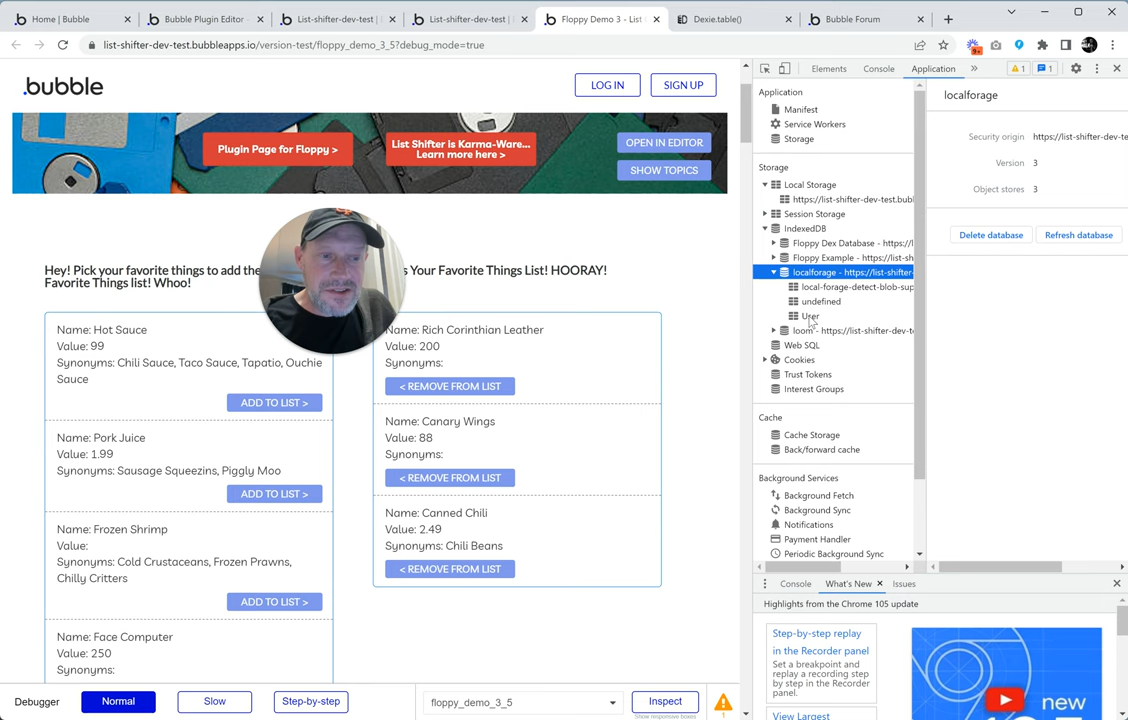 Home | Bubble
Bubble Plugin Editor -
List-shifter-dev-test |
List-shifter-dev-test |
Floppy Demo 3 - List
Dexie.table()
Bubble Forum
list-shifter-dev-test.bubbleapps.io/version-test/floppy_demo_3_5?debug_mode=true
9+
.bubble
LOG IN
SIGN UP
Plugin Page for Floppy >
List Shifter is Karma-Ware...
Learn more here >
OPEN IN EDITOR
SHOW TOPICS
Hey! Pick your favorite things to add the
Favorite Things list! Whoo!
s Your Favorite Things List! HOORAY!
Name: Hot Sauce
Value: 99
Synonyms: Chili Sauce, Taco Sauce, Tapatio, Ouchie
Sauce
ADD TO LIST >
Name: Pork Juice
Value: 1.99
Synonyms: Sausage Squeezins, Piggly Moo
ADD TO LIST >
Name: Frozen Shrimp
Value:
Synonyms: Cold Crustaceans, Frozen Prawns,
Chilly Critters
ADD TO LIST >
Name: Face Computer
Value: 250
Synonyms:
Name: Rich Corinthian Leather
Value: 200
Synonyms:
< REMOVE FROM LIST
Name: Canary Wings
Value: 88
Synonyms:
< REMOVE FROM LIST
Name: Canned Chili
Value: 2.49
Synonyms: Chili Beans
< REMOVE FROM LIST
Debugger
Normal
Slow
Step-by-step
floppy_demo_3_5
Inspect
Show responsive boxes
Elements
Console
Application
»
1
1
Application
Manifest
Service Workers
Storage
Storage
Local Storage
https://list-shifter-dev-test.bubl
Session Storage
IndexedDB
Floppy Dex Database - https://l
Floppy Example - https://list-sh
localforage - https://list-shifter-
local-forage-detect-blob-sup
undefined
User
loom - https://list-shifter-dev-t
Web SQL
Cookies
Trust Tokens
Interest Groups
Cache
Cache Storage
Back/forward cache
Background Services
Background Fetch
Background Sync
Notifications
Payment Handler
Periodic Background Sync
localforage
Security origin
https://list-shifter-dev-te
Version
3
Object stores
3
Delete database
Refresh database
Console
What's New
Issues
Highlights from the Chrome 105 update
Step-by-step replay
in the Recorder panel
Set a breakpoint and
replay a recording step
by step in the Recorder
panel.
View Largest
new